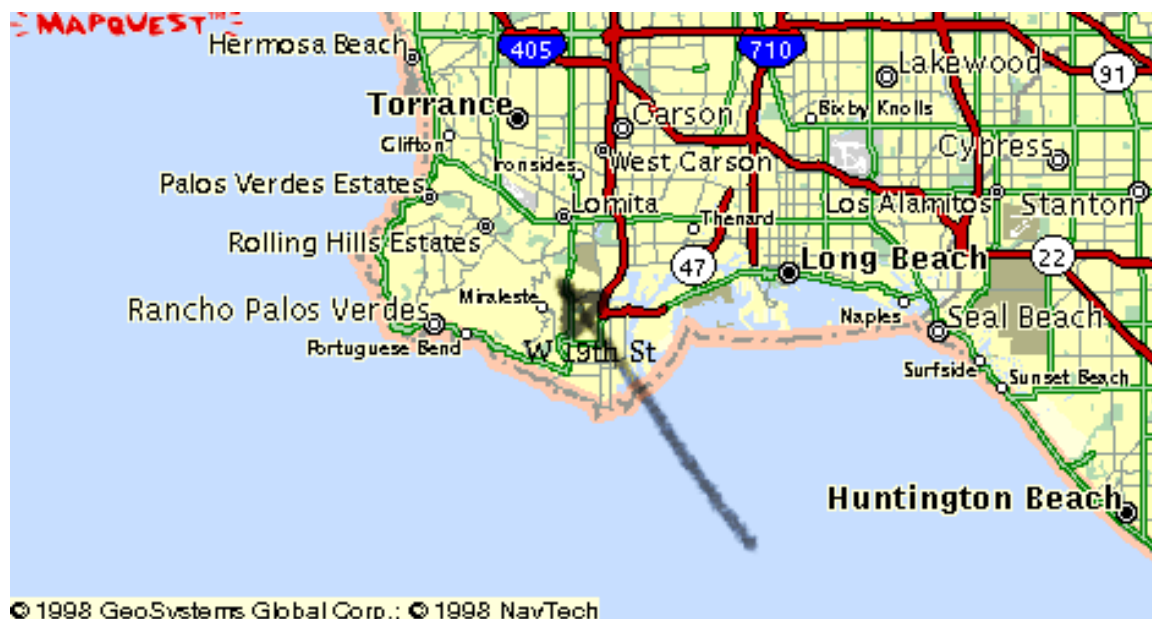 MAPQUEST™
Hermosa Beach
405
710
Lakewood
91
Torrance
Carson
Bixby Knolls
Clifton
Ironsides
West Carson
Cypress
Palos Verdes Estates
Lomita
Thenard
Los Alamitos
Stanton
Rolling Hills Estates
47
Long Beach
22
Miraleste
Rancho Palos Verdes
Naples
Seal Beach
Portuguese Bend
W 19th St
Surfside
Sunset Beach
Huntington Beach
© 1998 GeoSystems Global Corp.; © 1998 NavTech